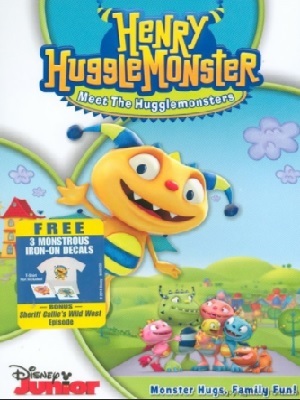 HENRY
HUGGLEMONSTER
Meet The Hugglemonsters
FREE
3 MONSTROUS
IRON-ON DECALS
BONUS
Sheriff Callie's Wild West
Episode
Disney
Junior
Monster Hugs, Family Fun!